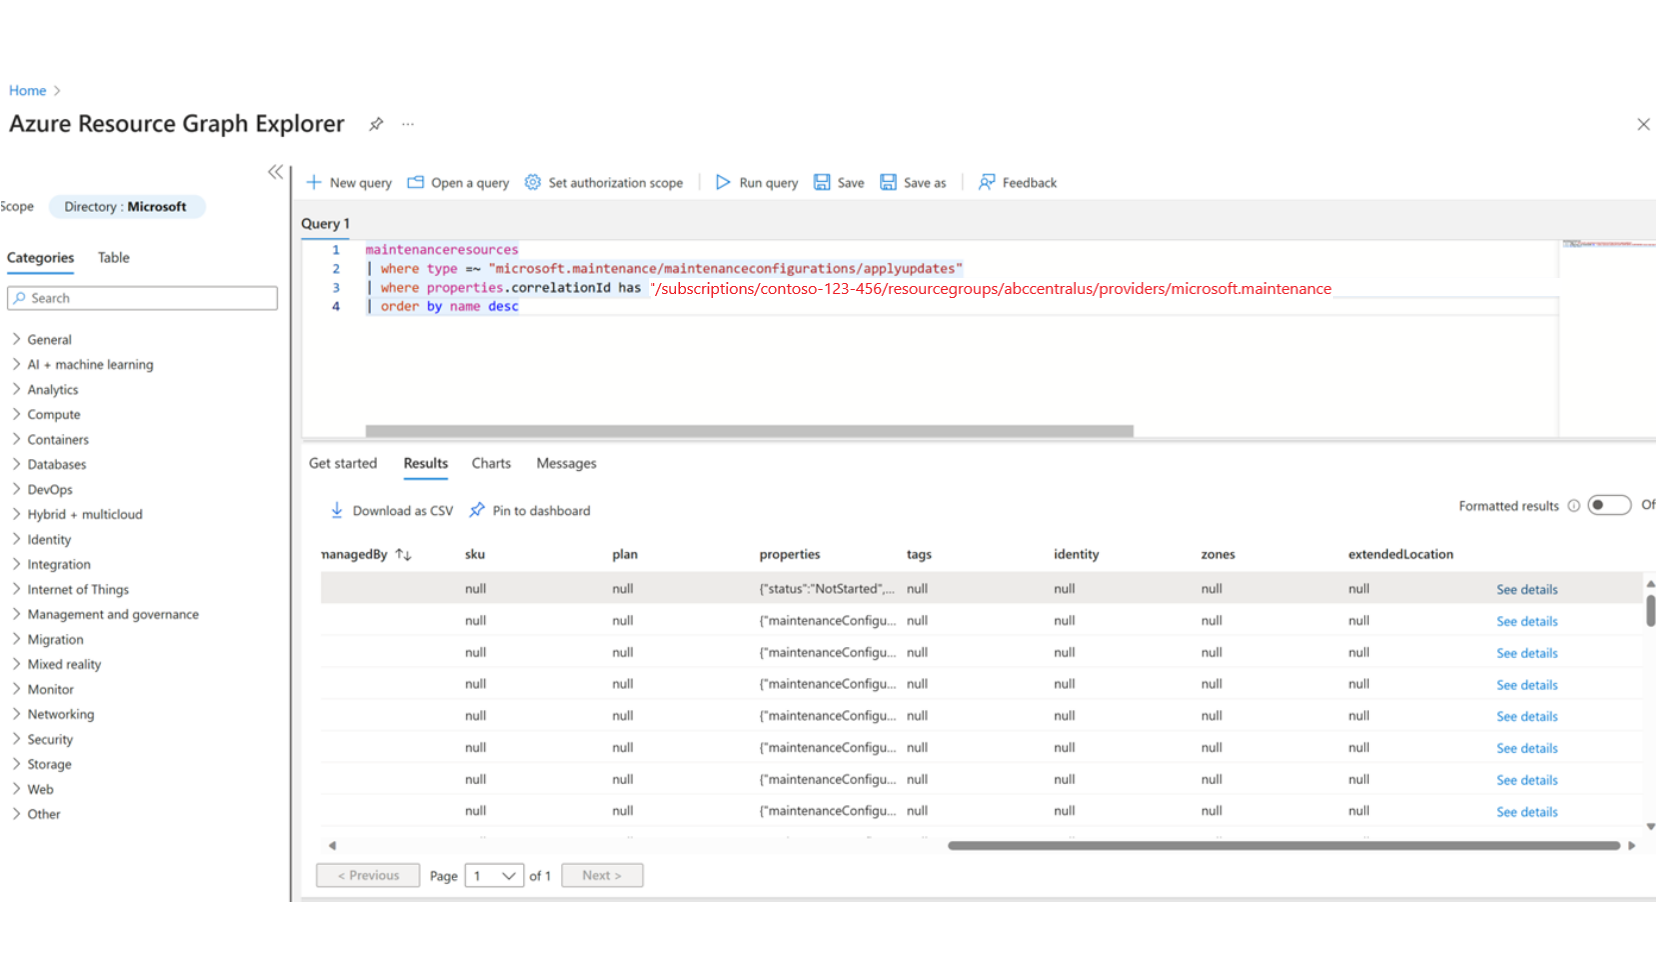 Home
Azure Resource Graph Explorer ...
Scope Directory : Microsoft
Categories Table
Search
General
AI + machine learning
Analytics
Compute
Containers
Databases
DevOps
Hybrid + multicloud
Identity
Integration
Internet of Things
Management and governance
Migration
Mixed reality
Monitor
Networking
Security
Storage
Web
Other
New query Open a query Set authorization scope Run query Save Save as Feedback
Query 1
1 maintenanceresources
2 | where type =~ "microsoft.maintenance/maintenanceconfigurations/applyupdates"
3 | where properties.correlationId has "/subscriptions/contoso-123-456/resourcegroups/abccentralus/providers/microsoft.maintenance
4 | order by name desc
Get started Results Charts Messages
Download as CSV Pin to dashboard Formatted results Of
managedBy sku plan properties tags identity zones extendedLocation
null null {"status":"NotStarted",... null null null null See details
null null {"maintenanceConfigu... null null null null See details
null null {"maintenanceConfigu... null null null null See details
null null {"maintenanceConfigu... null null null null See details
null null {"maintenanceConfigu... null null null null See details
null null {"maintenanceConfigu... null null null null See details
null null {"maintenanceConfigu... null null null null See details
null null {"maintenanceConfigu... null null null null See details
< Previous Page 1 of 1 Next >